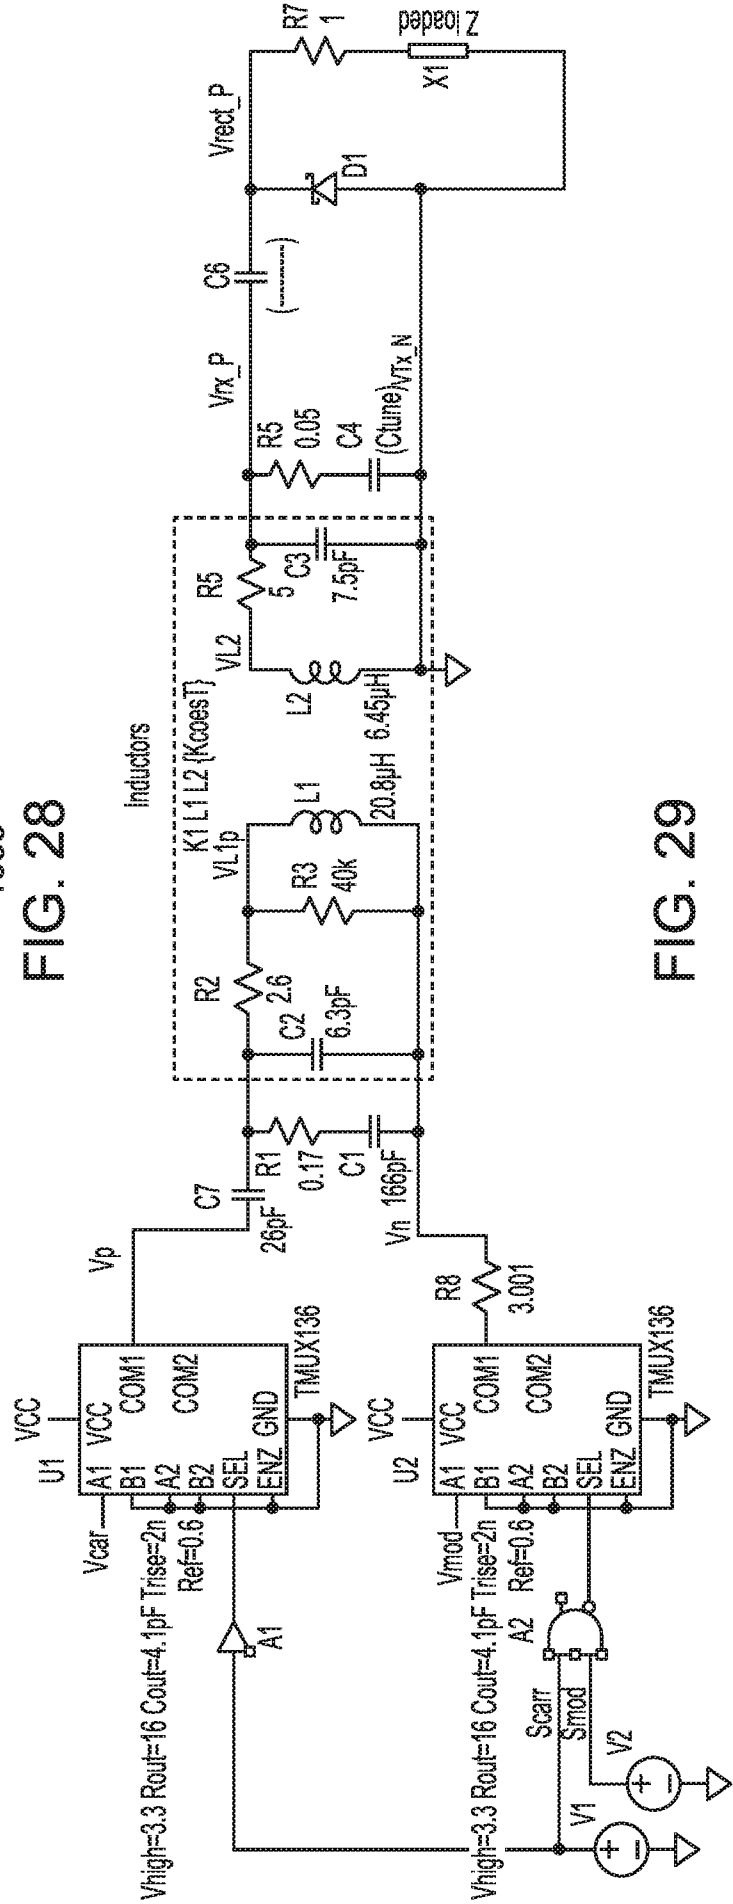 FIG. 28
VCC
U1
VCC
A1
B1
A2
B2
SEL
ENZ
COM1
COM2
GND
TMUX136
Vcar
Vhigh=3.3 Rout=16 Cout=4.1pF Trise=2n
Ref=0.6
A1
Vp
C7
26pF
R1
0.17
C1
166pF
Vn
R8
3.001
Inductors
K1 L1 L2 {KcoesT}
VL1p
R2
2.6
C2
6.3pF
R3
40k
L1
20.8µH
L2
6.45µH
VL2
R5
5
C3
7.5pF
R5
0.05
C4
(Ctune)
VTx_N
Vrx_P
C6
Vrect_P
D1
R7
1
X1
Zloaded
VCC
U2
VCC
A1
B1
A2
B2
SEL
ENZ
COM1
COM2
GND
TMUX136
Vmod
Vhigh=3.3 Rout=16 Cout=4.1pF Trise=2n
Ref=0.6
A2
Scarr
Smod
V2
V1
FIG. 29